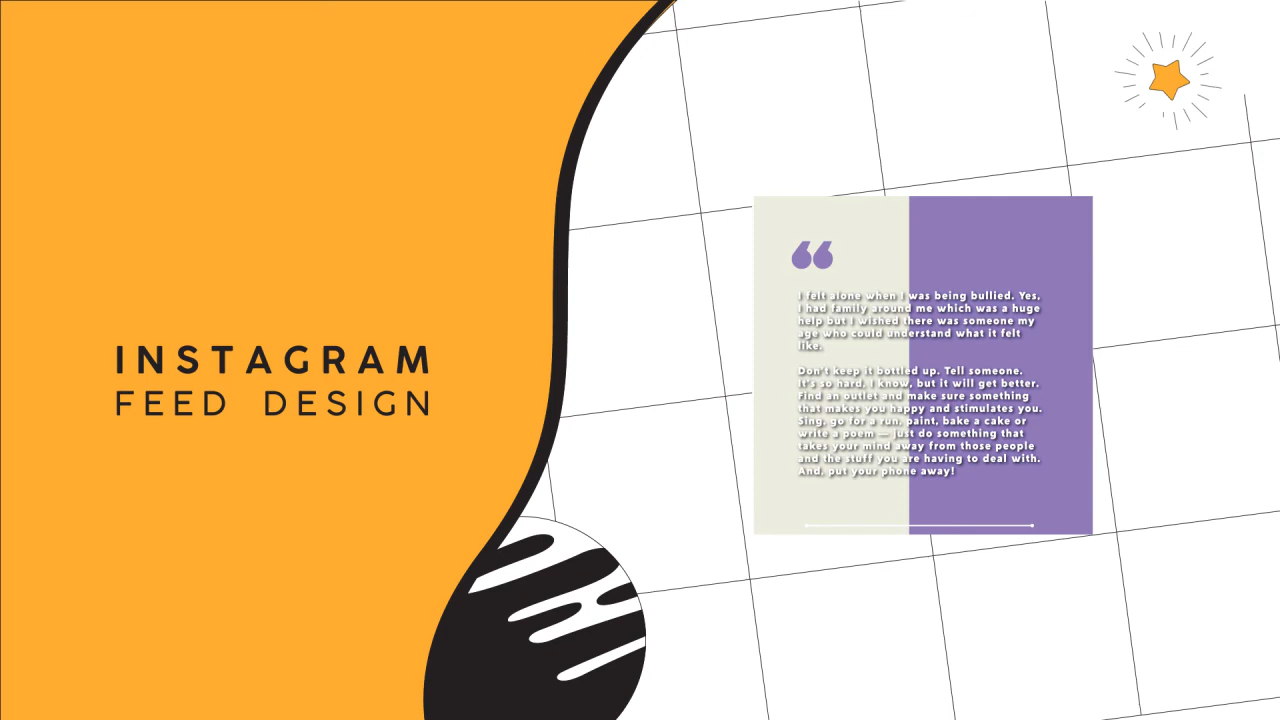 INSTAGRAM
FEED DESIGN
I felt alone when I was being bullied. Yes,
I had family around me which was a huge
help but I wished there was someone my
age who could understand what it felt
like.
Don't keep it bottled up. Tell someone.
It's so hard, I know, but it will get better.
Find an outlet and make sure something
that makes you happy and stimulates you.
Sing, go for a run, paint, bake a cake or
write a poem — just do something that
takes your mind away from those people
and the stuff you are having to deal with.
And, put your phone away!